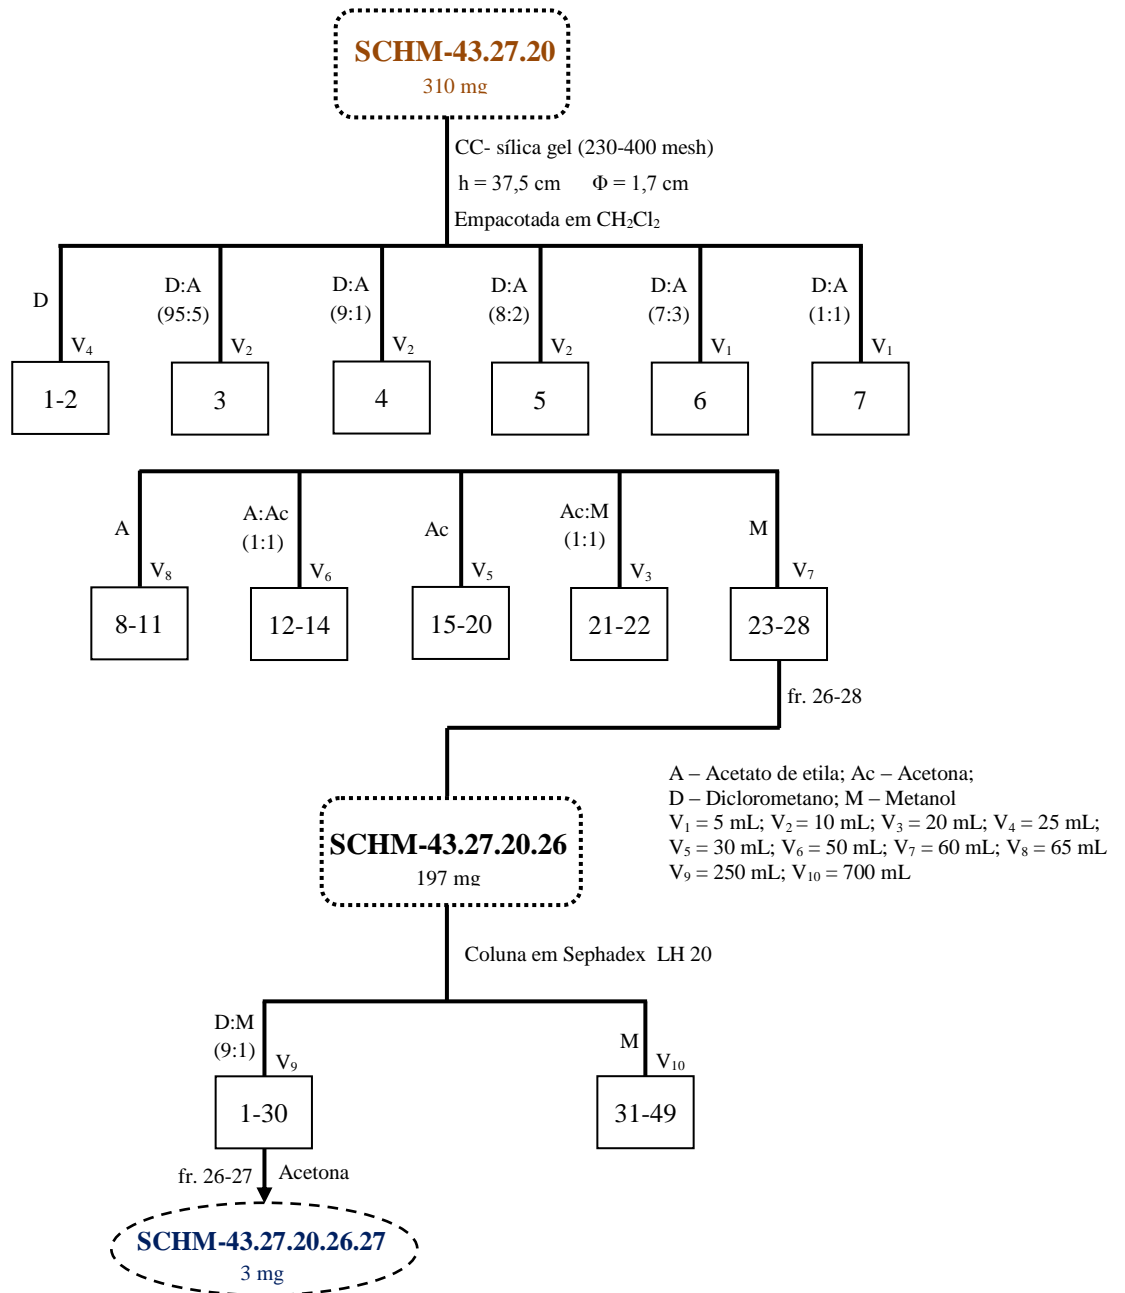 SCHM-43.27.20
310 mg
CC- sílica gel (230-400 mesh)
h = 37,5 cm Φ = 1,7 cm
Empacotada em CH₂Cl₂
D
V₄
1-2
D:A
(95:5)
V₂
3
D:A
(9:1)
V₂
4
D:A
(8:2)
V₂
5
D:A
(7:3)
V₁
6
D:A
(1:1)
V₁
7
A
V₈
8-11
A:Ac
(1:1)
V₆
12-14
Ac
V₅
15-20
Ac:M
(1:1)
V₃
21-22
M
V₇
23-28
fr. 26-28
A – Acetato de etila; Ac – Acetona;
D – Diclorometano; M – Metanol
V₁ = 5 mL; V₂ = 10 mL; V₃ = 20 mL; V₄ = 25 mL;
V₅ = 30 mL; V₆ = 50 mL; V₇ = 60 mL; V₈ = 65 mL
V₉ = 250 mL; V₁₀ = 700 mL
SCHM-43.27.20.26
197 mg
Coluna em Sephadex LH 20
D:M
(9:1)
V₉
1-30
M
V₁₀
31-49
fr. 26-27
Acetona
SCHM-43.27.20.26.27
3 mg